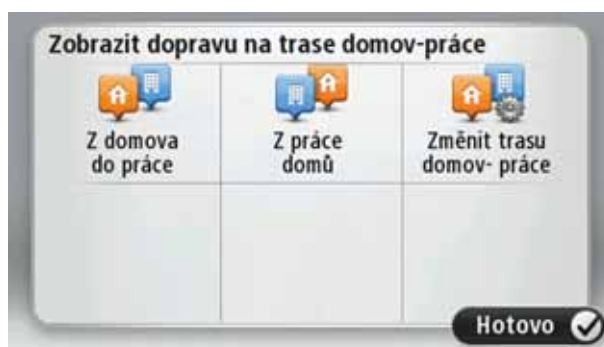 Zobrazit dopravu na trase domov-práce
Z domova
do práce
Z práce
domů
Změnit trasu
domov- práce
Hotovo